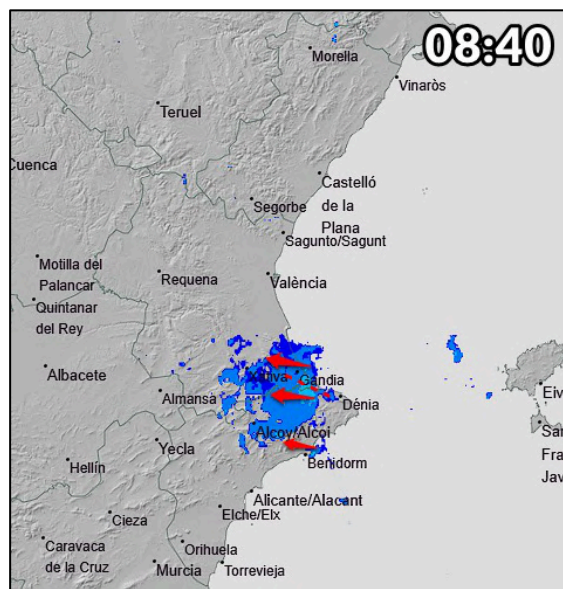 08:40
Morella
Vinaròs
Teruel
Cuenca
Castelló
de la
Plana
Segorbe
Sagunto/Sagunt
Motilla del
Palancar
Requena
València
Quintanar
del Rey
Albacete
Xàtiva
Gandia
Eiv
Almansa
Dénia
Alcoy/Alcoi
San
Yecla
Benidorm
Fra
Hellín
Jav
Alicante/Alacant
Elche/Elx
Cieza
Caravaca
de la Cruz
Orihuela
Murcia
Torrevieja